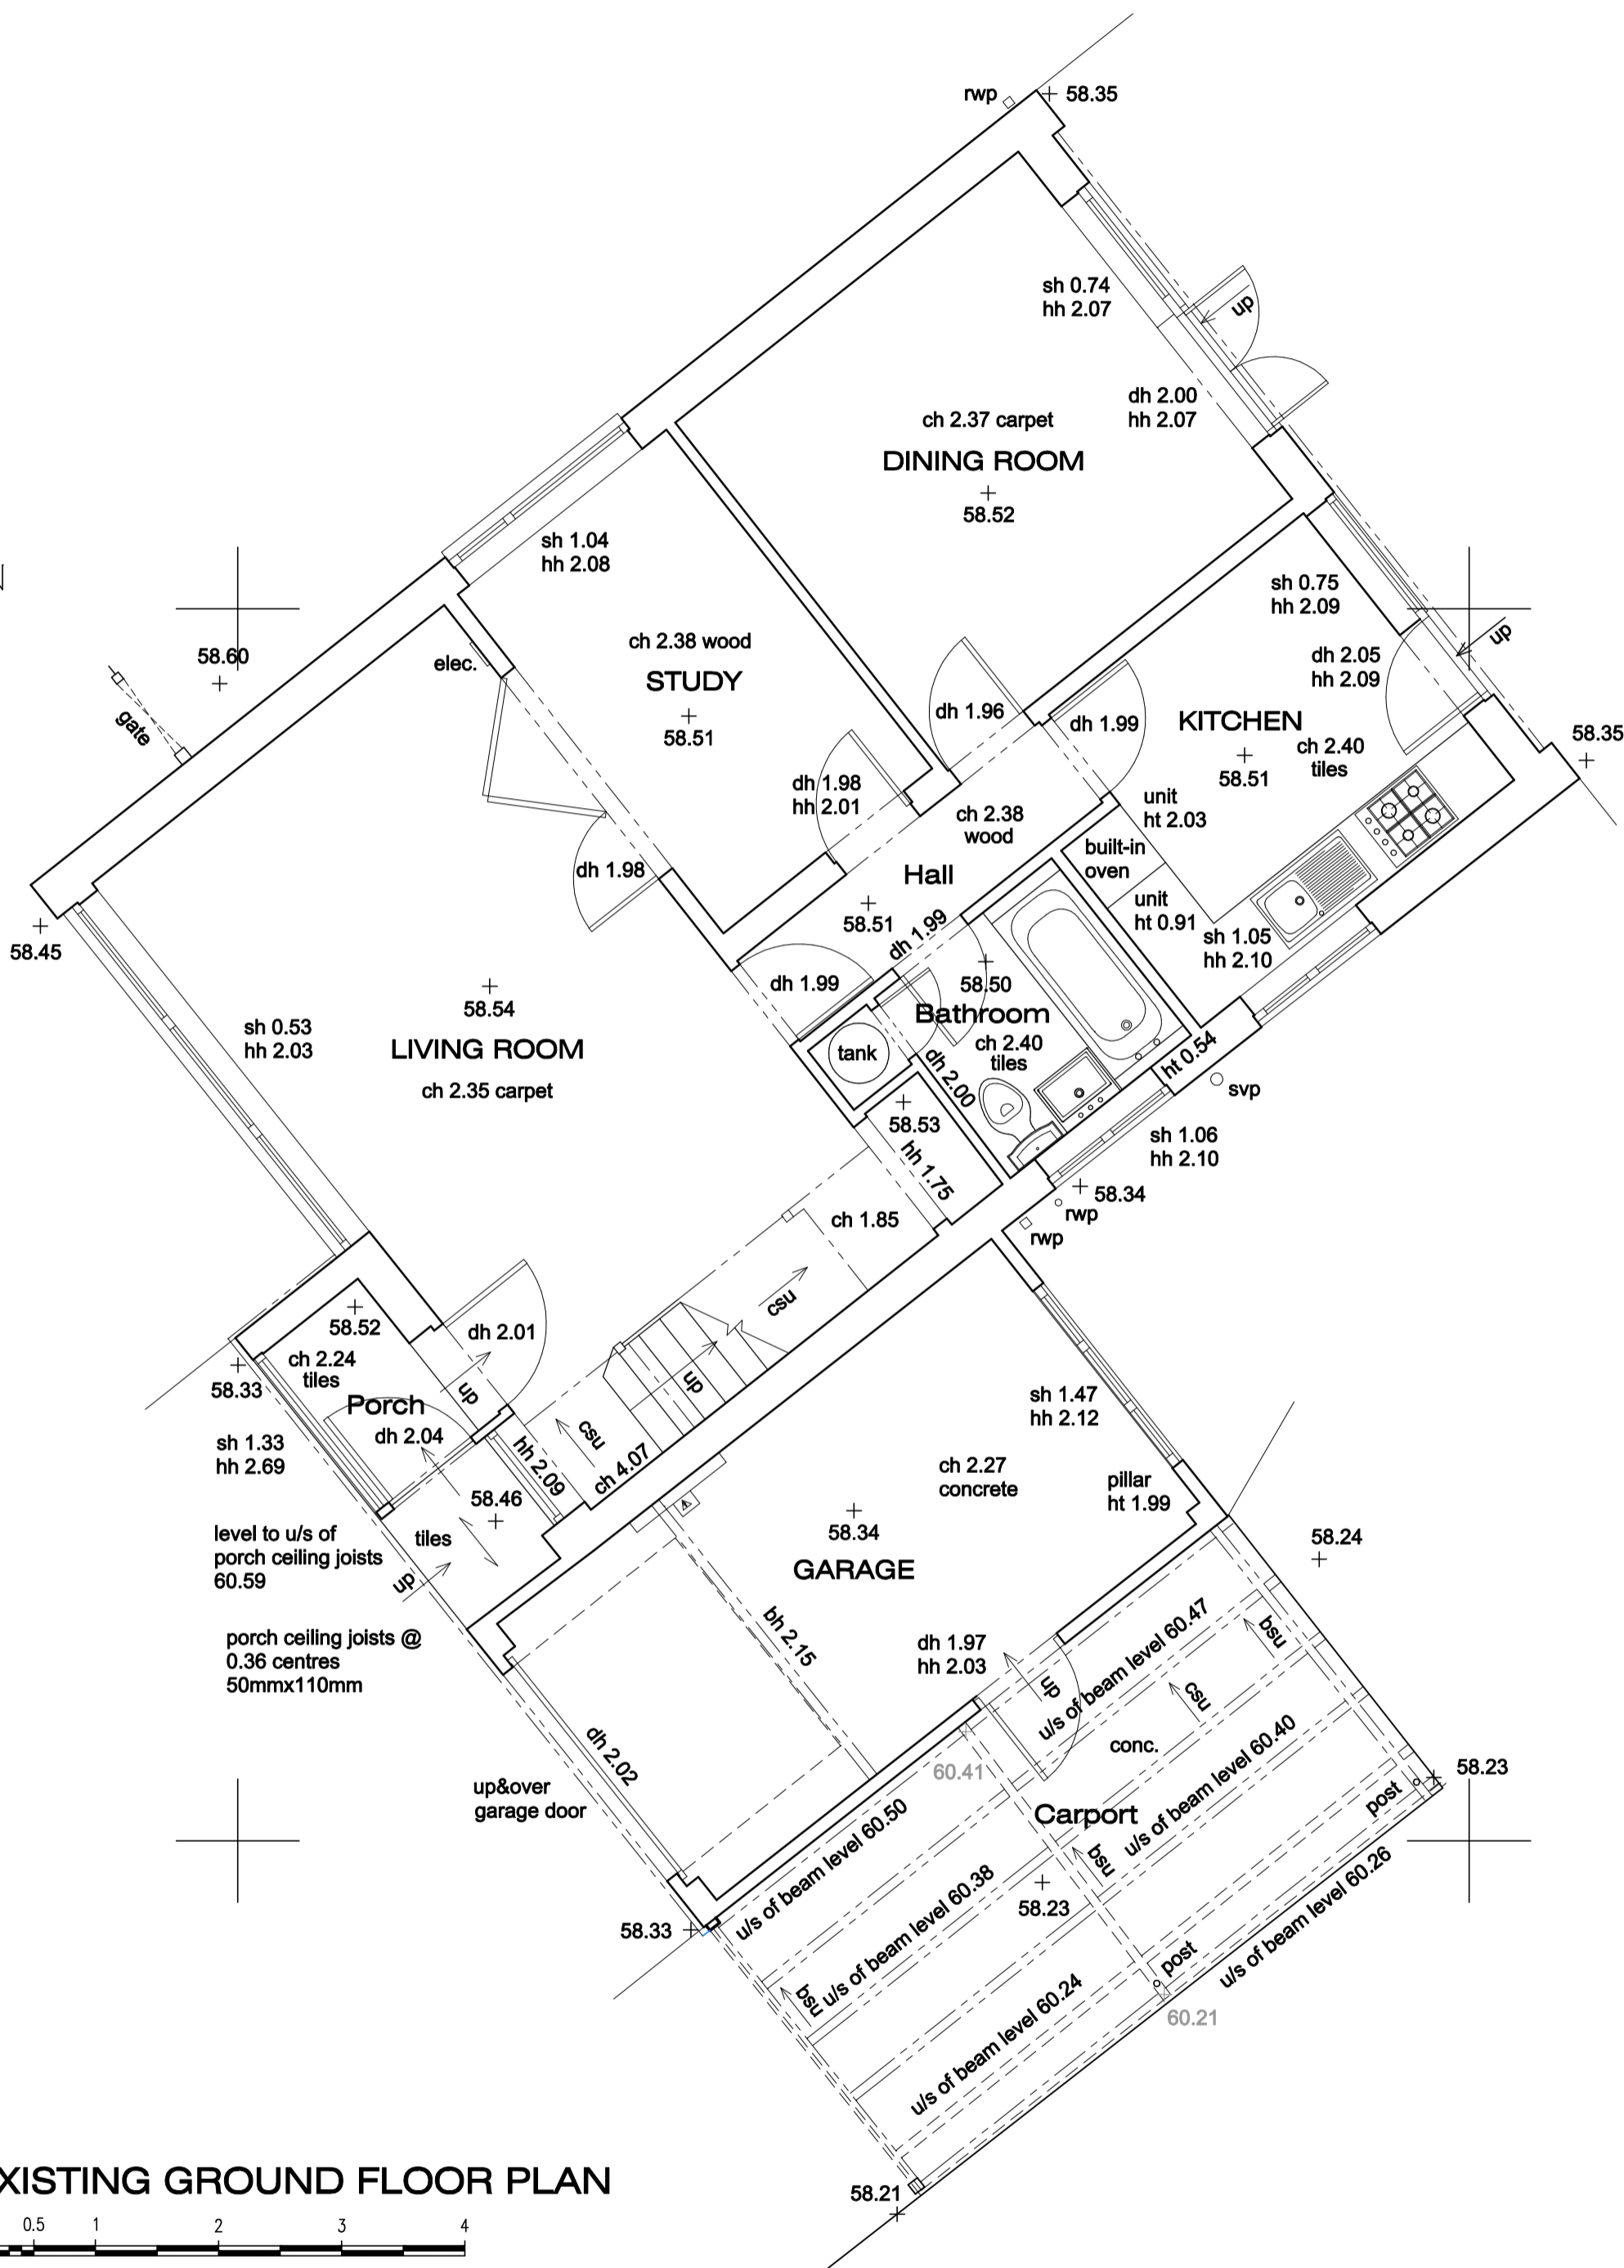 rwp
58.35
sh 0.74
hh 2.07
up
dh 2.00
hh 2.07
ch 2.37 carpet
DINING ROOM
58.52
sh 1.04
hh 2.08
sh 0.75
hh 2.09
up
58.60
elec.
gate
ch 2.38 wood
STUDY
58.51
dh 2.05
hh 2.09
dh 1.96
dh 1.99
KITCHEN
58.51
ch 2.40
tiles
58.35
dh 1.98
hh 2.01
unit
ht 2.03
ch 2.38
wood
built-in
oven
dh 1.98
Hall
58.51
unit
ht 0.91
dh 1.99
sh 1.05
hh 2.10
58.45
dh 1.99
58.50
Bathroom
ch 2.40
tiles
58.54
LIVING ROOM
ch 2.35 carpet
sh 0.53
hh 2.03
tank
dh 2.00
ht 0.54
svp
58.53
hh 1.75
sh 1.06
hh 2.10
58.34
rwp
rwp
ch 1.85
csu
58.52
ch 2.24
tiles
dh 2.01
58.33
Porch
up
up
dh 2.04
sh 1.47
hh 2.12
sh 1.33
hh 2.69
hh 2.09
csu
ch 4.07
ch 2.27
concrete
pillar
ht 1.99
58.46
tiles
58.34
GARAGE
58.24
level to u/s of
porch ceiling joists
60.59
up
porch ceiling joists @
0.36 centres
50mmx110mm
bh 2.15
dh 1.97
hh 2.03
up
u/s of beam level 60.47
bsu
csu
conc.
dh 2.02
up&over
garage door
60.41
Carport
u/s of beam level 60.40
post
58.23
u/s of beam level 60.50
bsu
58.23
u/s of beam level 60.38
58.33
bsu
post
u/s of beam level 60.26
60.21
u/s of beam level 60.24
58.21
XISTING GROUND FLOOR PLAN
0.5 1 2 3 4